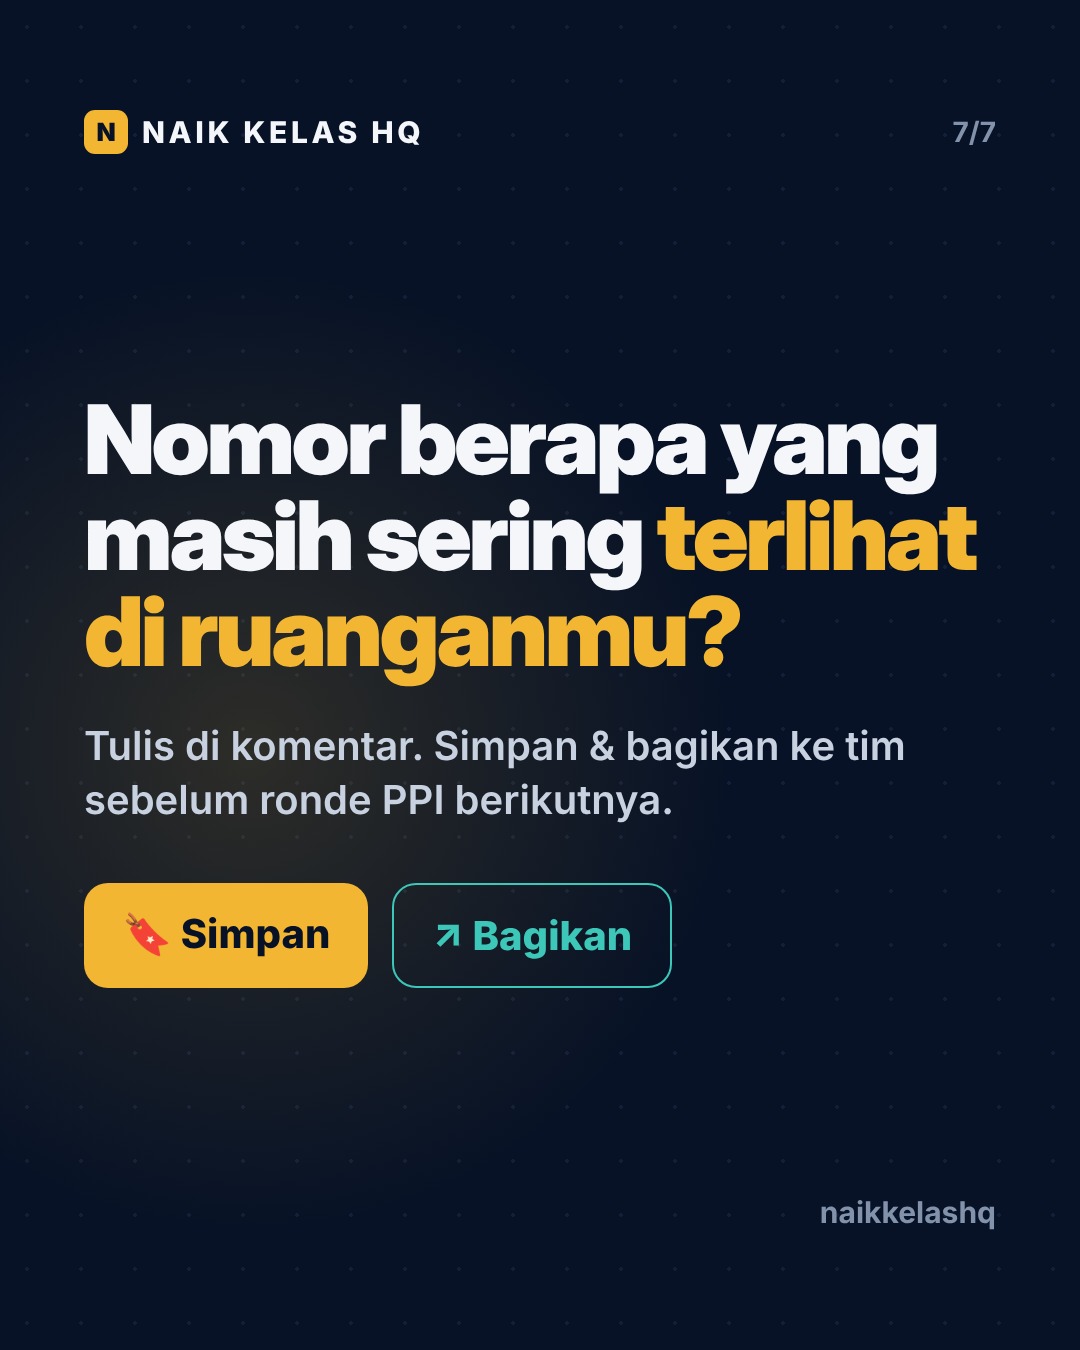 N NAIK KELAS HQ
7/7
Nomor berapa yang
masih sering terlihat
di ruanganmu?
Tulis di komentar. Simpan & bagikan ke tim
sebelum ronde PPI berikutnya.
🔖 Simpan
↗ Bagikan
naikkelashq